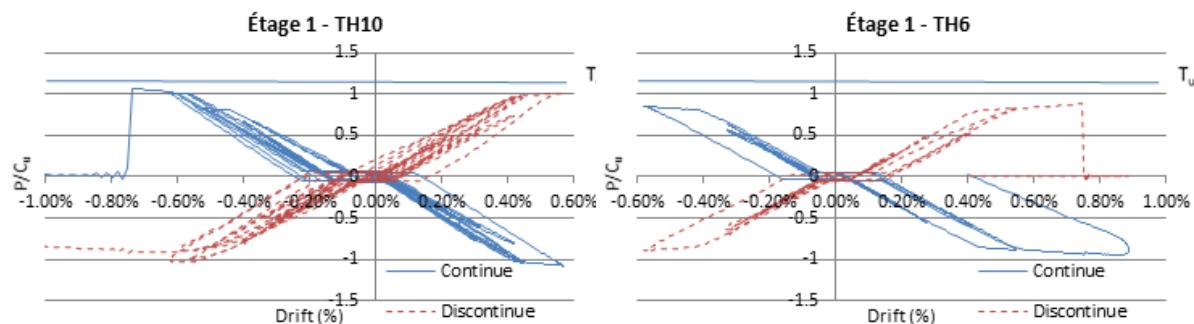 Étage 1 - TH10
1.5
1
0.5
0
-0.5
-1
-1.5
P/Cu
T
-1.00% -0.80% -0.60% -0.40% -0.20% 0.00% 0.20% 0.40% 0.60%
Continue
Drift (%)
Discontinue
Étage 1 - TH6
1.5
1
0.5
0
-0.5
-1
-1.5
P/Cu
Tu
-0.60% -0.40% -0.20% 0.00% 0.20% 0.40% 0.60% 0.80% 1.00%
Continue
Drift (%)
Discontinue